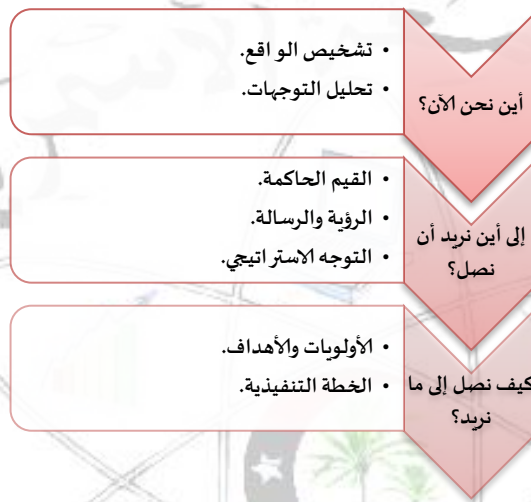 أين نحن الآن؟
• تشخيص الواقع.
• تحليل التوجهات.
إلى أين نريد أن
نصل؟
• القيم الحاكمة.
• الرؤية والرسالة.
• التوجه الاستراتيجي.
كيف نصل إلى ما
نريد؟
• الأولويات والأهداف.
• الخطة التنفيذية.